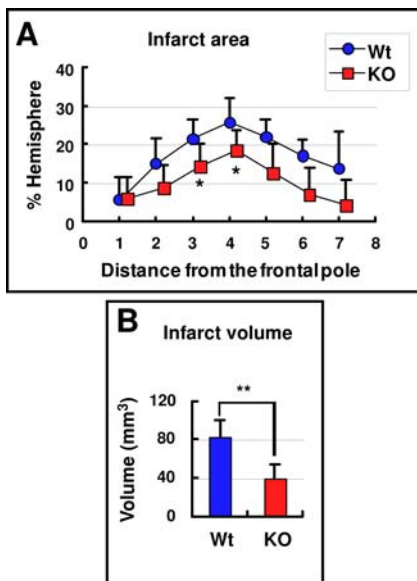 A
Infarct area
Wt
KO
% Hemisphere
40
30
20
10
0
0 1 2 3 4 5 6 7 8
* *
Distance from the frontal pole
B
Infarct volume
**
Volume (mm³)
120
80
40
0
Wt KO